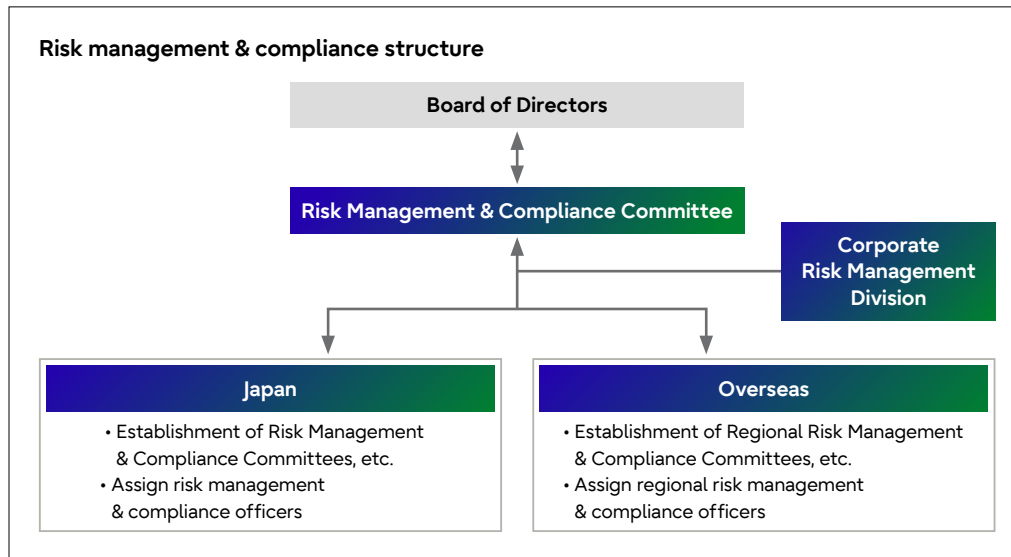 Risk management & compliance structure
Board of Directors
Risk Management & Compliance Committee
Corporate
Risk Management
Division
Japan
• Establishment of Risk Management
& Compliance Committees, etc.
• Assign risk management
& compliance officers
Overseas
• Establishment of Regional Risk Management
& Compliance Committees, etc.
• Assign regional risk management
& compliance officers